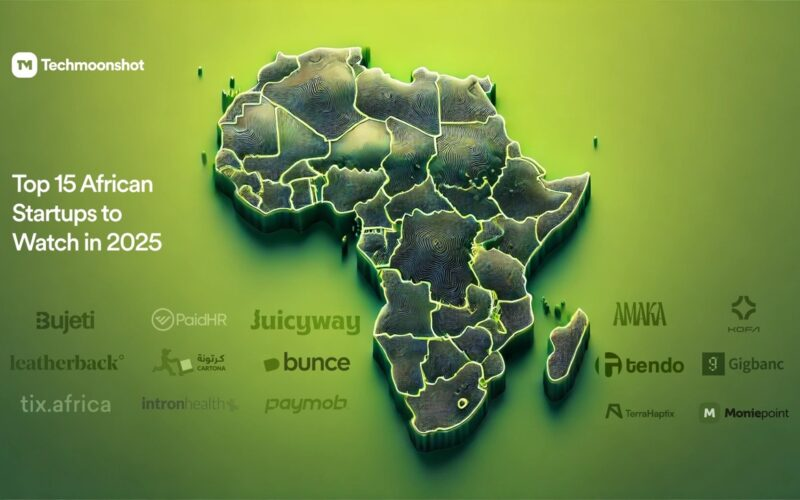 Techmoonshot
Top 15 African
Startups to
Watch in 2025
Bujeti
PaidHR
Juicyway
leatherback°
كرتونة
CARTONA
bunce
tix.africa
intronhealth
paymob
AMAKA
KOFA
tendo
Gigbanc
TerraHaptix
Moniepoint